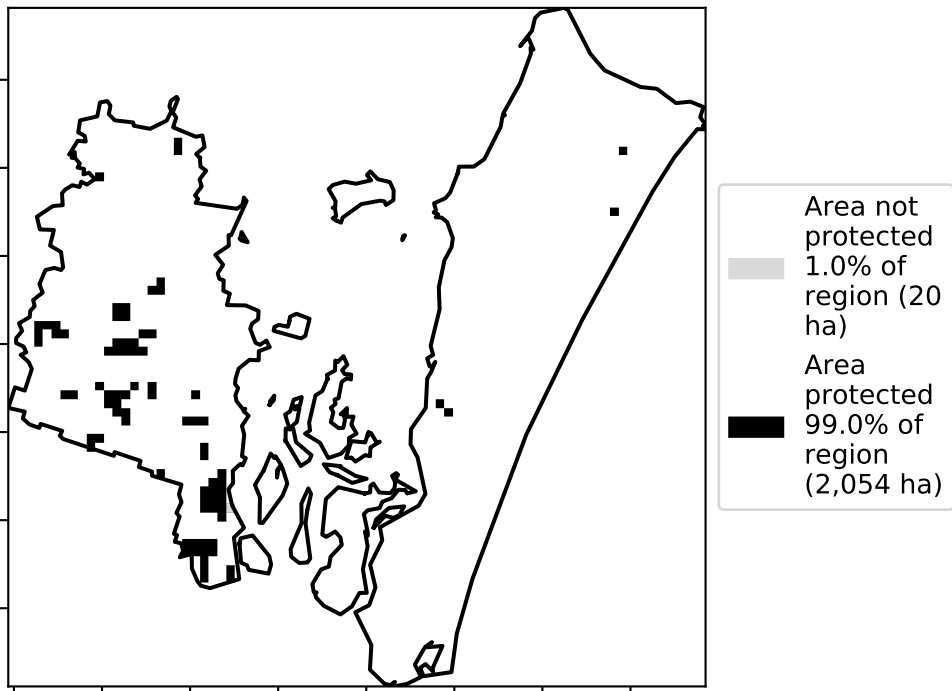 Area not
protected
1.0% of
region (20
ha)
Area
protected
99.0% of
region
(2,054 ha)